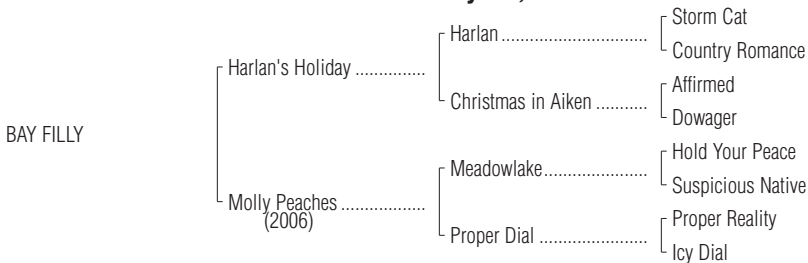 Storm Cat
Harlan ................................
Country Romance
Harlan's Holiday ...............
Affirmed
Christmas in Aiken ...........
Dowager
BAY FILLY
Hold Your Peace
Meadowlake.......................
Suspicious Native
Molly Peaches ..................
(2006)
Proper Reality
Proper Dial ........................
Icy Dial